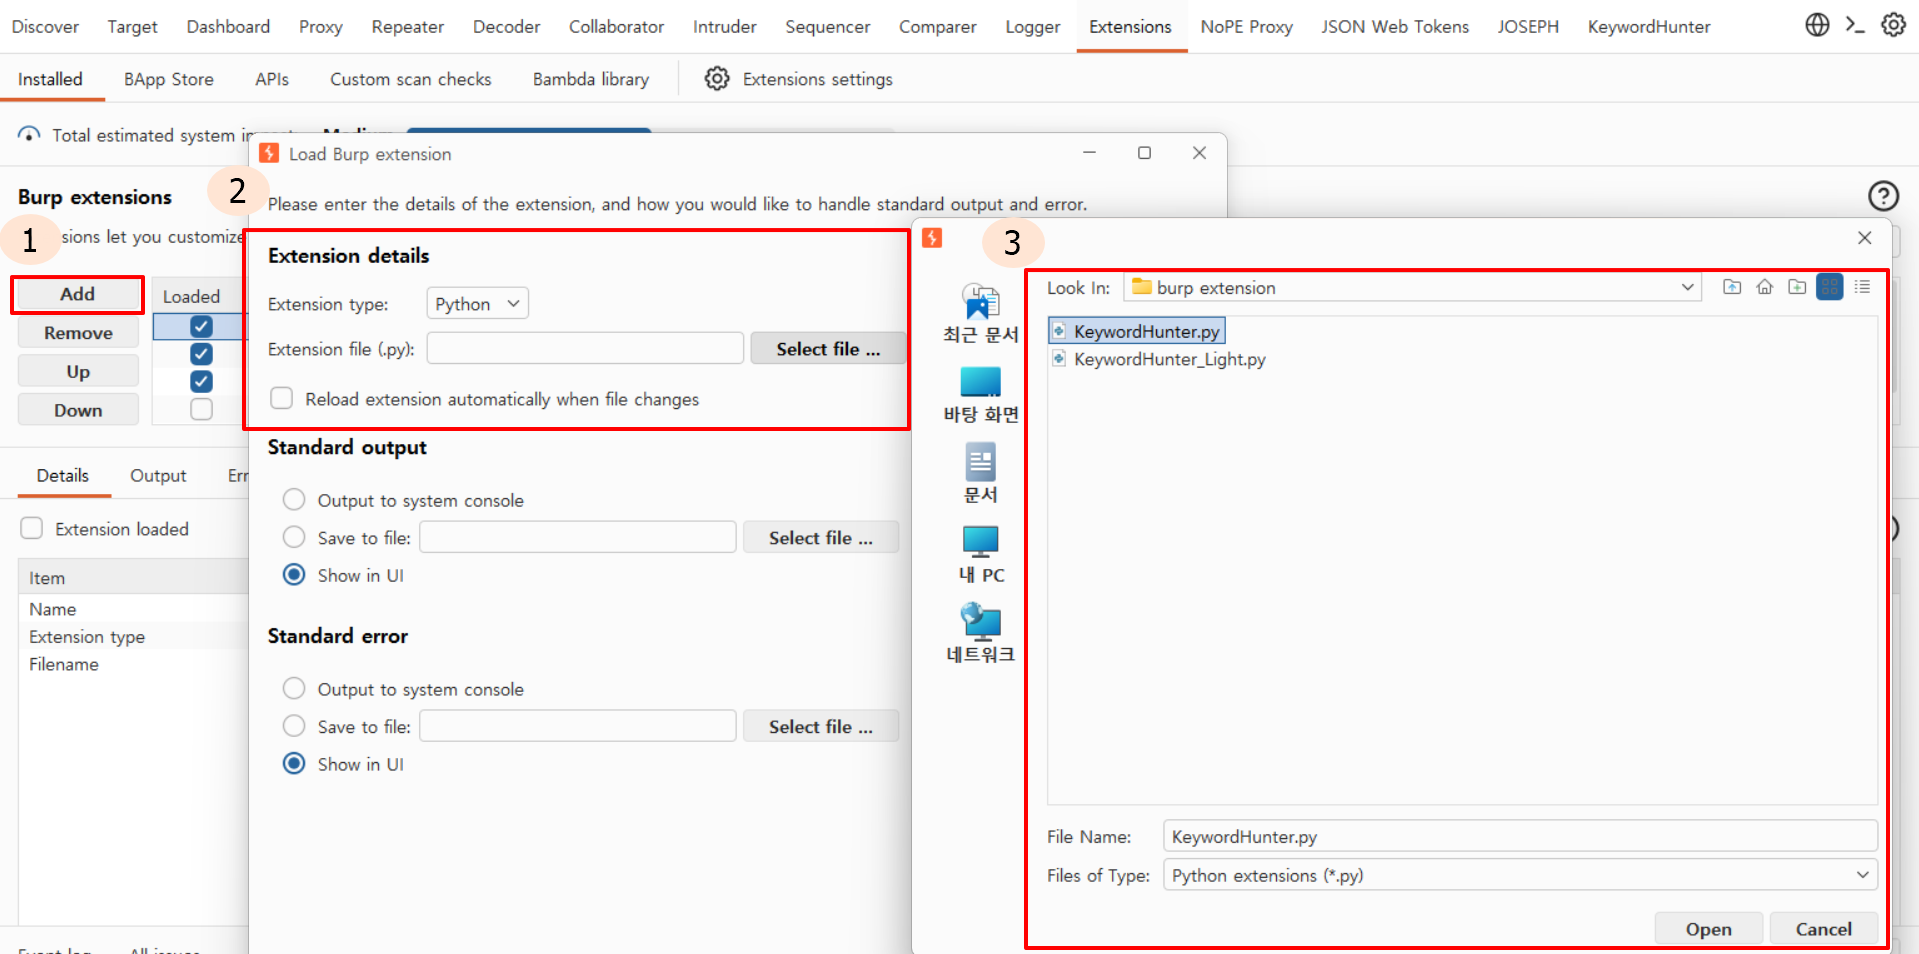 Discover Target Dashboard Proxy Repeater Decoder Collaborator Intruder Sequencer Comparer Logger Extensions NoPE Proxy JSON Web Tokens JOSEPH KeywordHunter
Installed BApp Store APIs Custom scan checks Bambda library Extensions settings
Total estimated system
Load Burp extension
2
Burp extensions
Please enter the details of the extension, and how you would like to handle standard output and error.
1
sions let you customize
3
Add
Remove
Up
Down
Loaded
Extension details
Extension type: Python
Extension file (.py): Select file ...
Reload extension automatically when file changes
Standard output
Output to system console
Save to file: Select file ...
Show in UI
Standard error
Output to system console
Save to file: Select file ...
Show in UI
Details Output Err
Extension loaded
Item
Name
Extension type
Filename
최근 문서
바탕 화면
문서
내 PC
네트워크
Look In: burp extension
KeywordHunter.py
KeywordHunter_Light.py
File Name: KeywordHunter.py
Files of Type: Python extensions (*.py)
Open Cancel